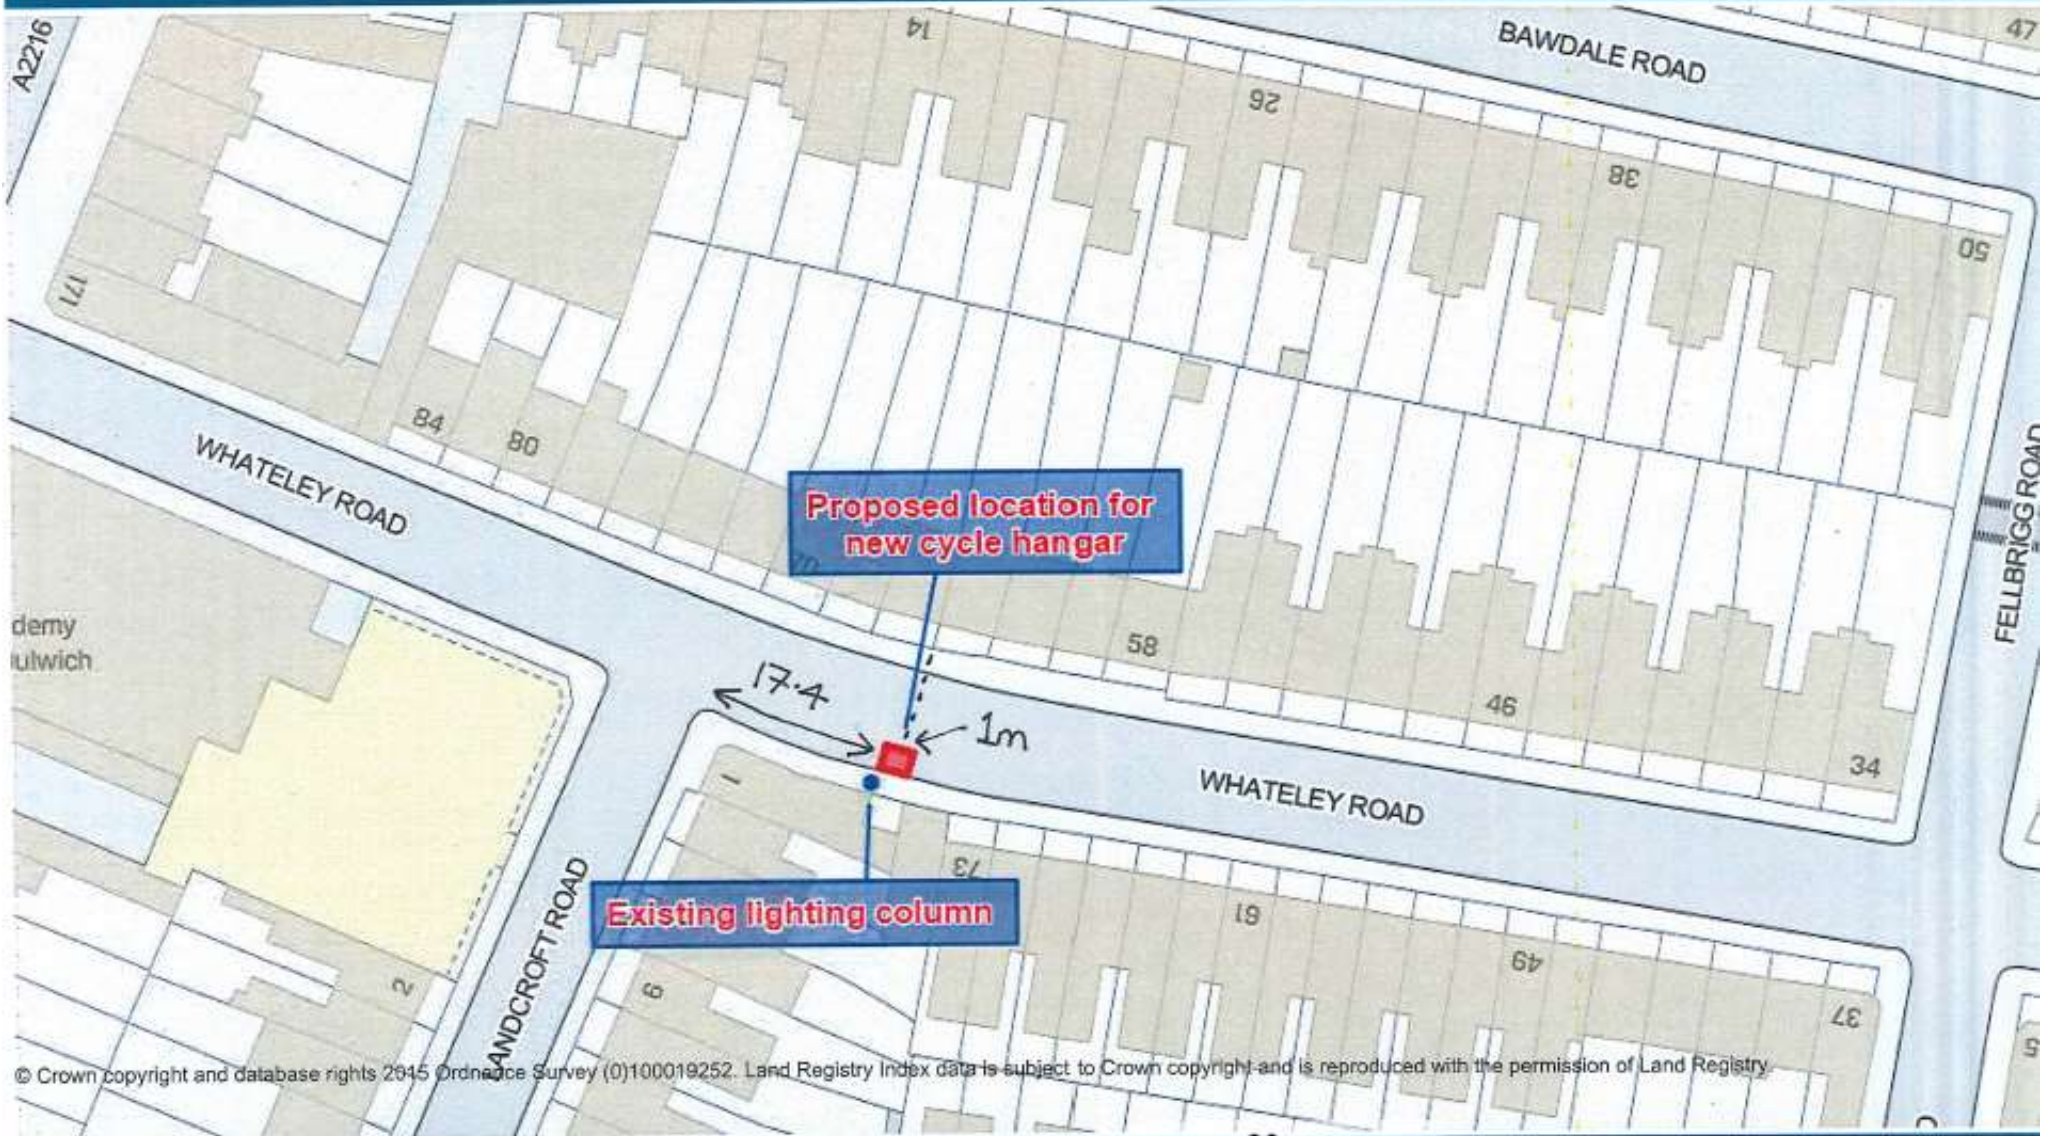 A2216
14
BAWDALE ROAD
47
26
38
50
171
84
80
WHATELEY ROAD
Proposed location for
new cycle hangar
70
FELLBRIGG ROAD
demy
ulwich
58
17.4
1m
46
34
1
WHATELEY ROAD
73
Existing lighting column
61
49
37
LANDCROFT ROAD
2
9
5
© Crown copyright and database rights 2015 Ordnance Survey (0)100019252. Land Registry Index data is subject to Crown copyright and is reproduced with the permission of Land Registry